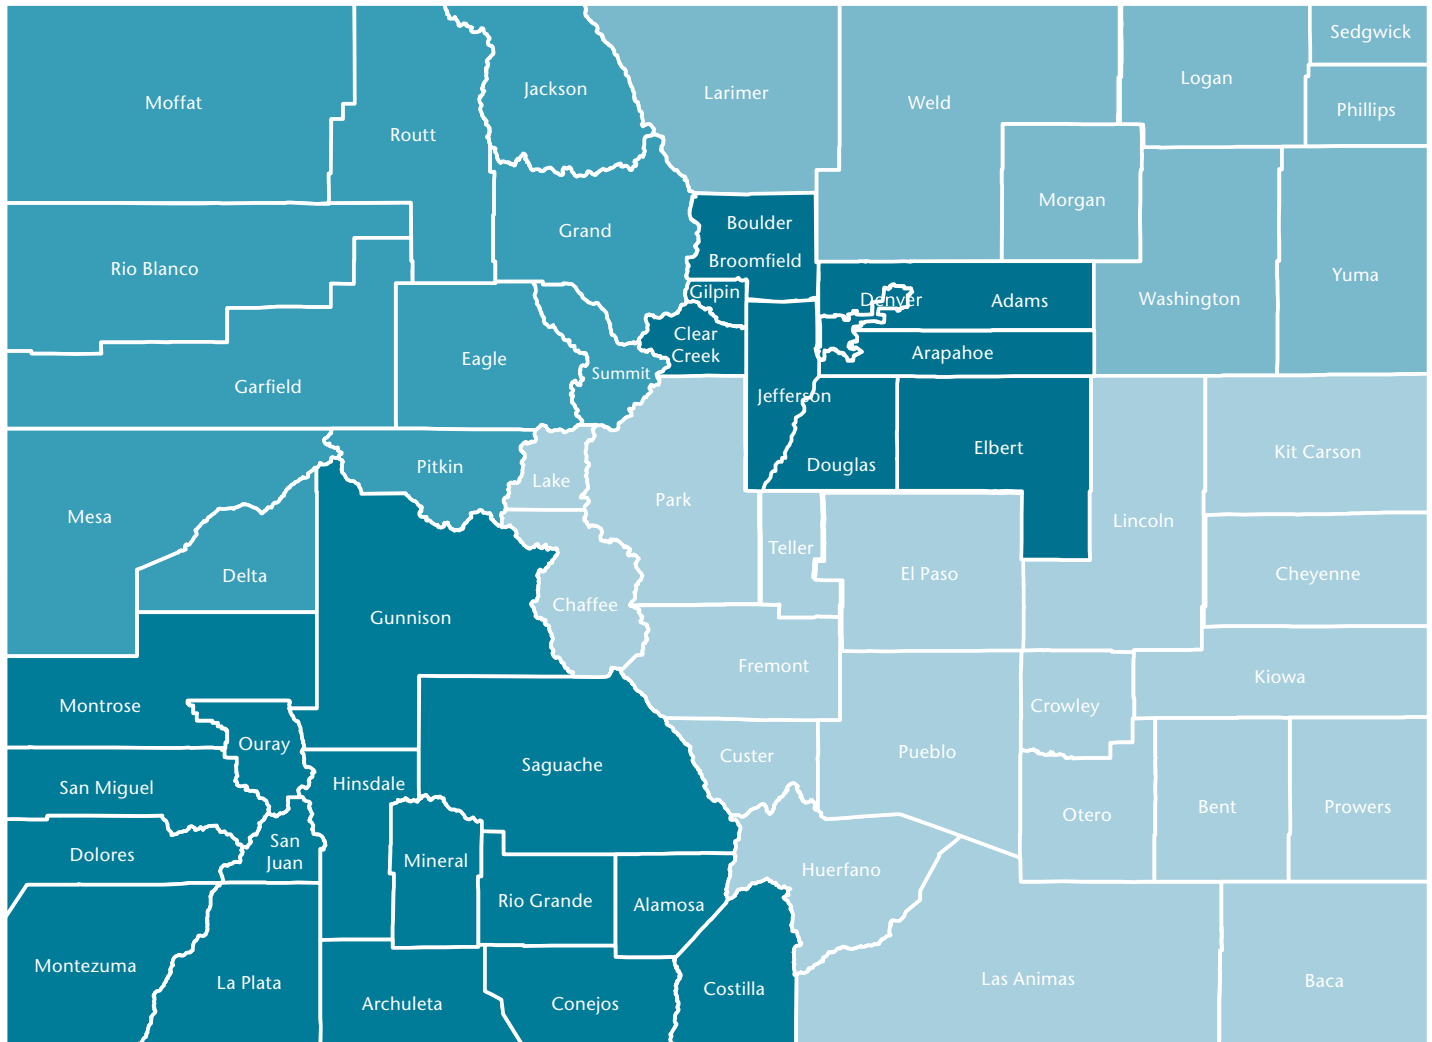 Sedgwick
Logan
Jackson
Larimer
Moffat
Weld
Phillips
Routt
Morgan
Boulder
Grand
Broomfield
Rio Blanco
Yuma
Gilpin
Denver
Adams
Washington
Clear
Creek
Arapahoe
Eagle
Summit
Garfield
Jefferson
Elbert
Kit Carson
Douglas
Pitkin
Lake
Park
Mesa
Lincoln
Teller
El Paso
Cheyenne
Delta
Chaffee
Gunnison
Fremont
Kiowa
Montrose
Crowley
Ouray
Pueblo
Custer
Saguache
Hinsdale
San Miguel
Bent
Prowers
Otero
San
Juan
Dolores
Mineral
Huerfano
Rio Grande
Alamosa
Montezuma
La Plata
Las Animas
Baca
Costilla
Archuleta
Conejos